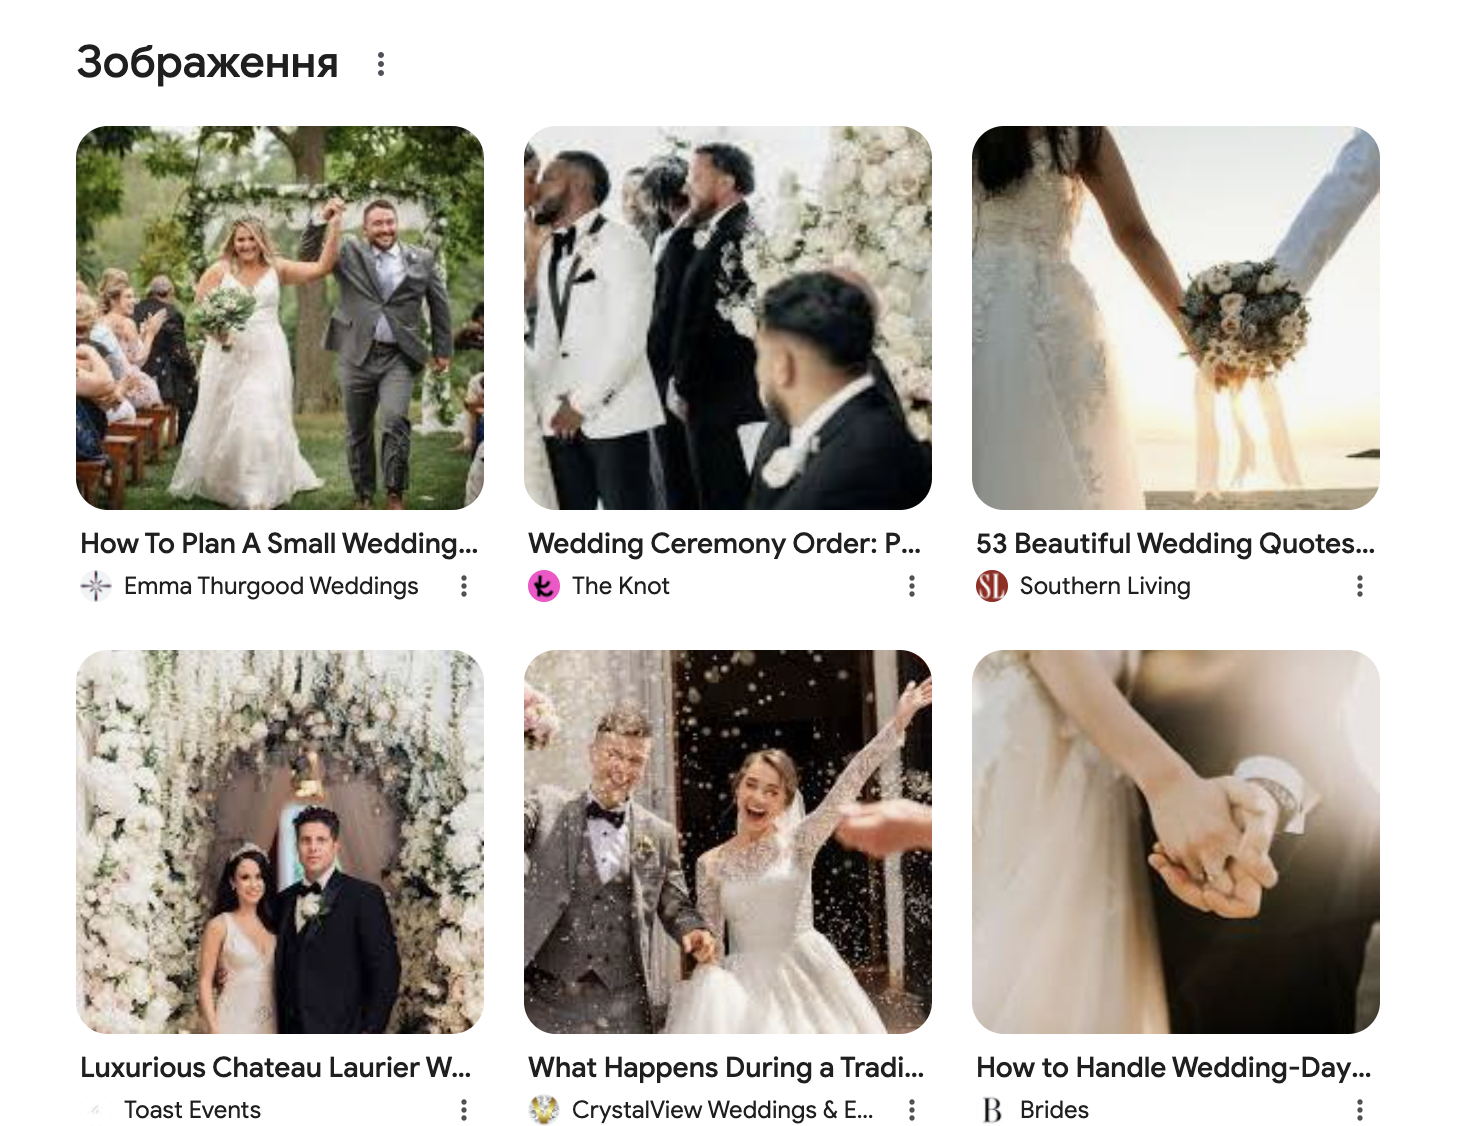 Зображення
How To Plan A Small Wedding...
Emma Thurgood Weddings
Wedding Ceremony Order: P...
The Knot
53 Beautiful Wedding Quotes...
SL
Southern Living
Luxurious Chateau Laurier W...
Toast Events
What Happens During a Tradi...
CrystalView Weddings & E...
How to Handle Wedding-Day...
B
Brides